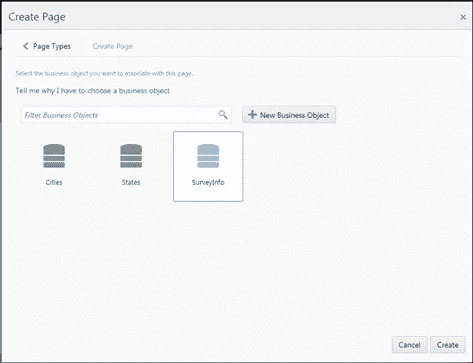 Create Page
Page Types Create Page
Select the business object you want to associate with this page.
Tell me why I have to choose a business object
Filter Business Objects New Business Object
Cities States SurveyInfo
Cancel Create